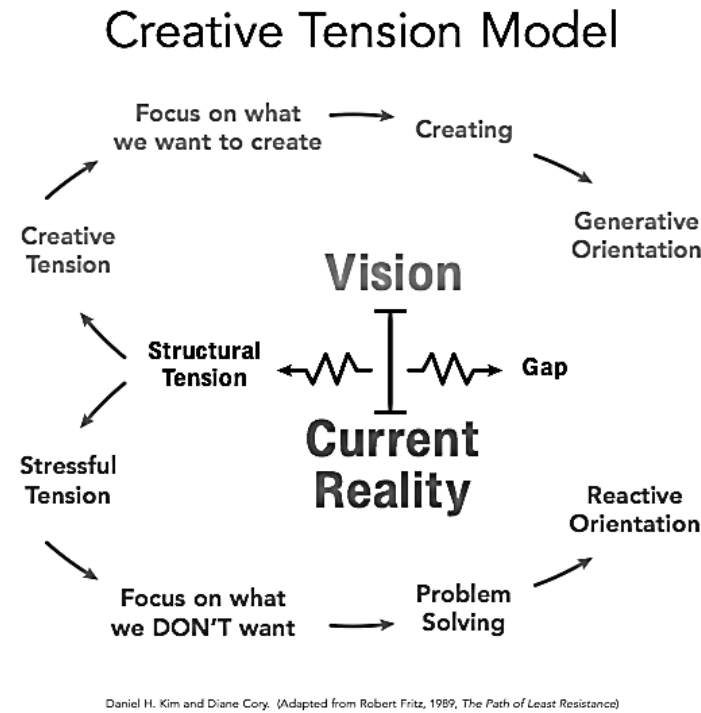 Creative Tension Model
Focus on what
we want to create
Creating
Generative
Orientation
Creative
Tension
Vision
Structural
Tension
Gap
Current
Reality
Stressful
Tension
Reactive
Orientation
Focus on what
we DON'T want
Problem
Solving
Daniel H. Kim and Diane Cory. (Adapted from Robert Fritz, 1989, The Path of Least Resistance)